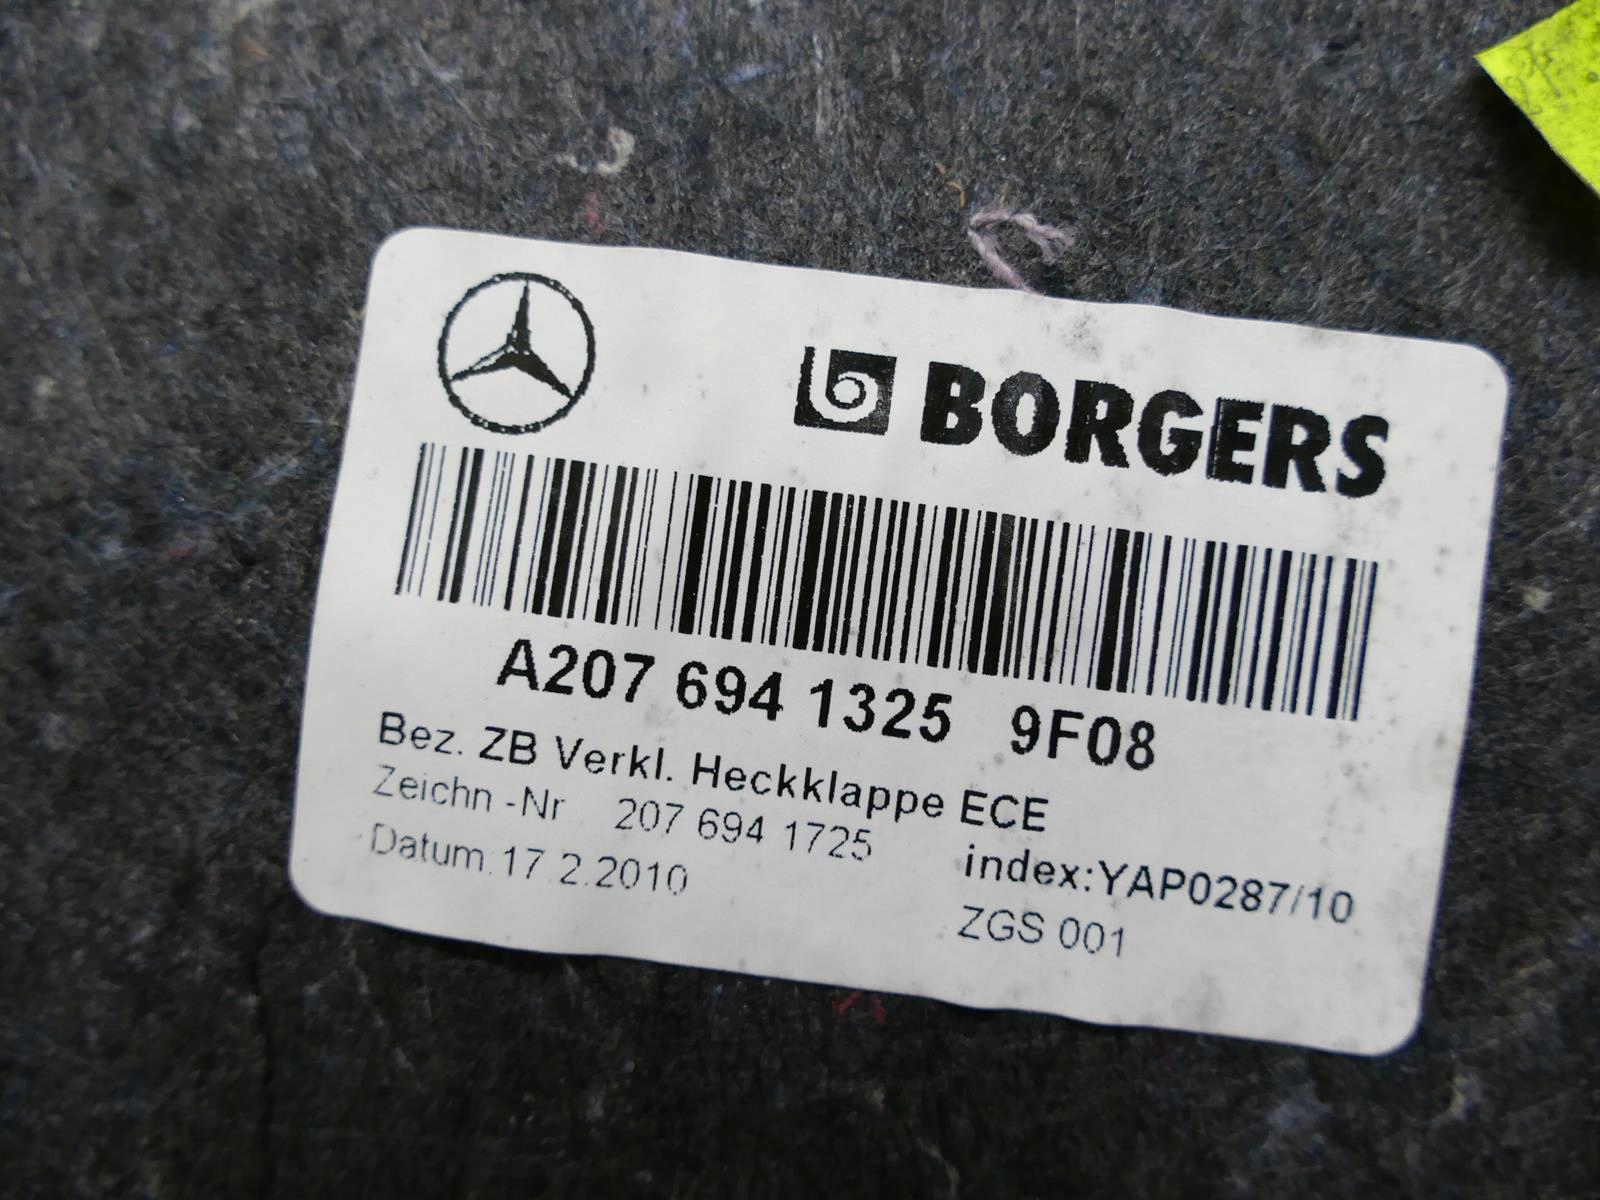 BORGERS
A207 694 1325 9F08
Bez. ZB Verkl. Heckklappe ECE
Zeichn -Nr 207 694 1725
index:YAP0287/10
Datum.17.2.2010
ZGS 001